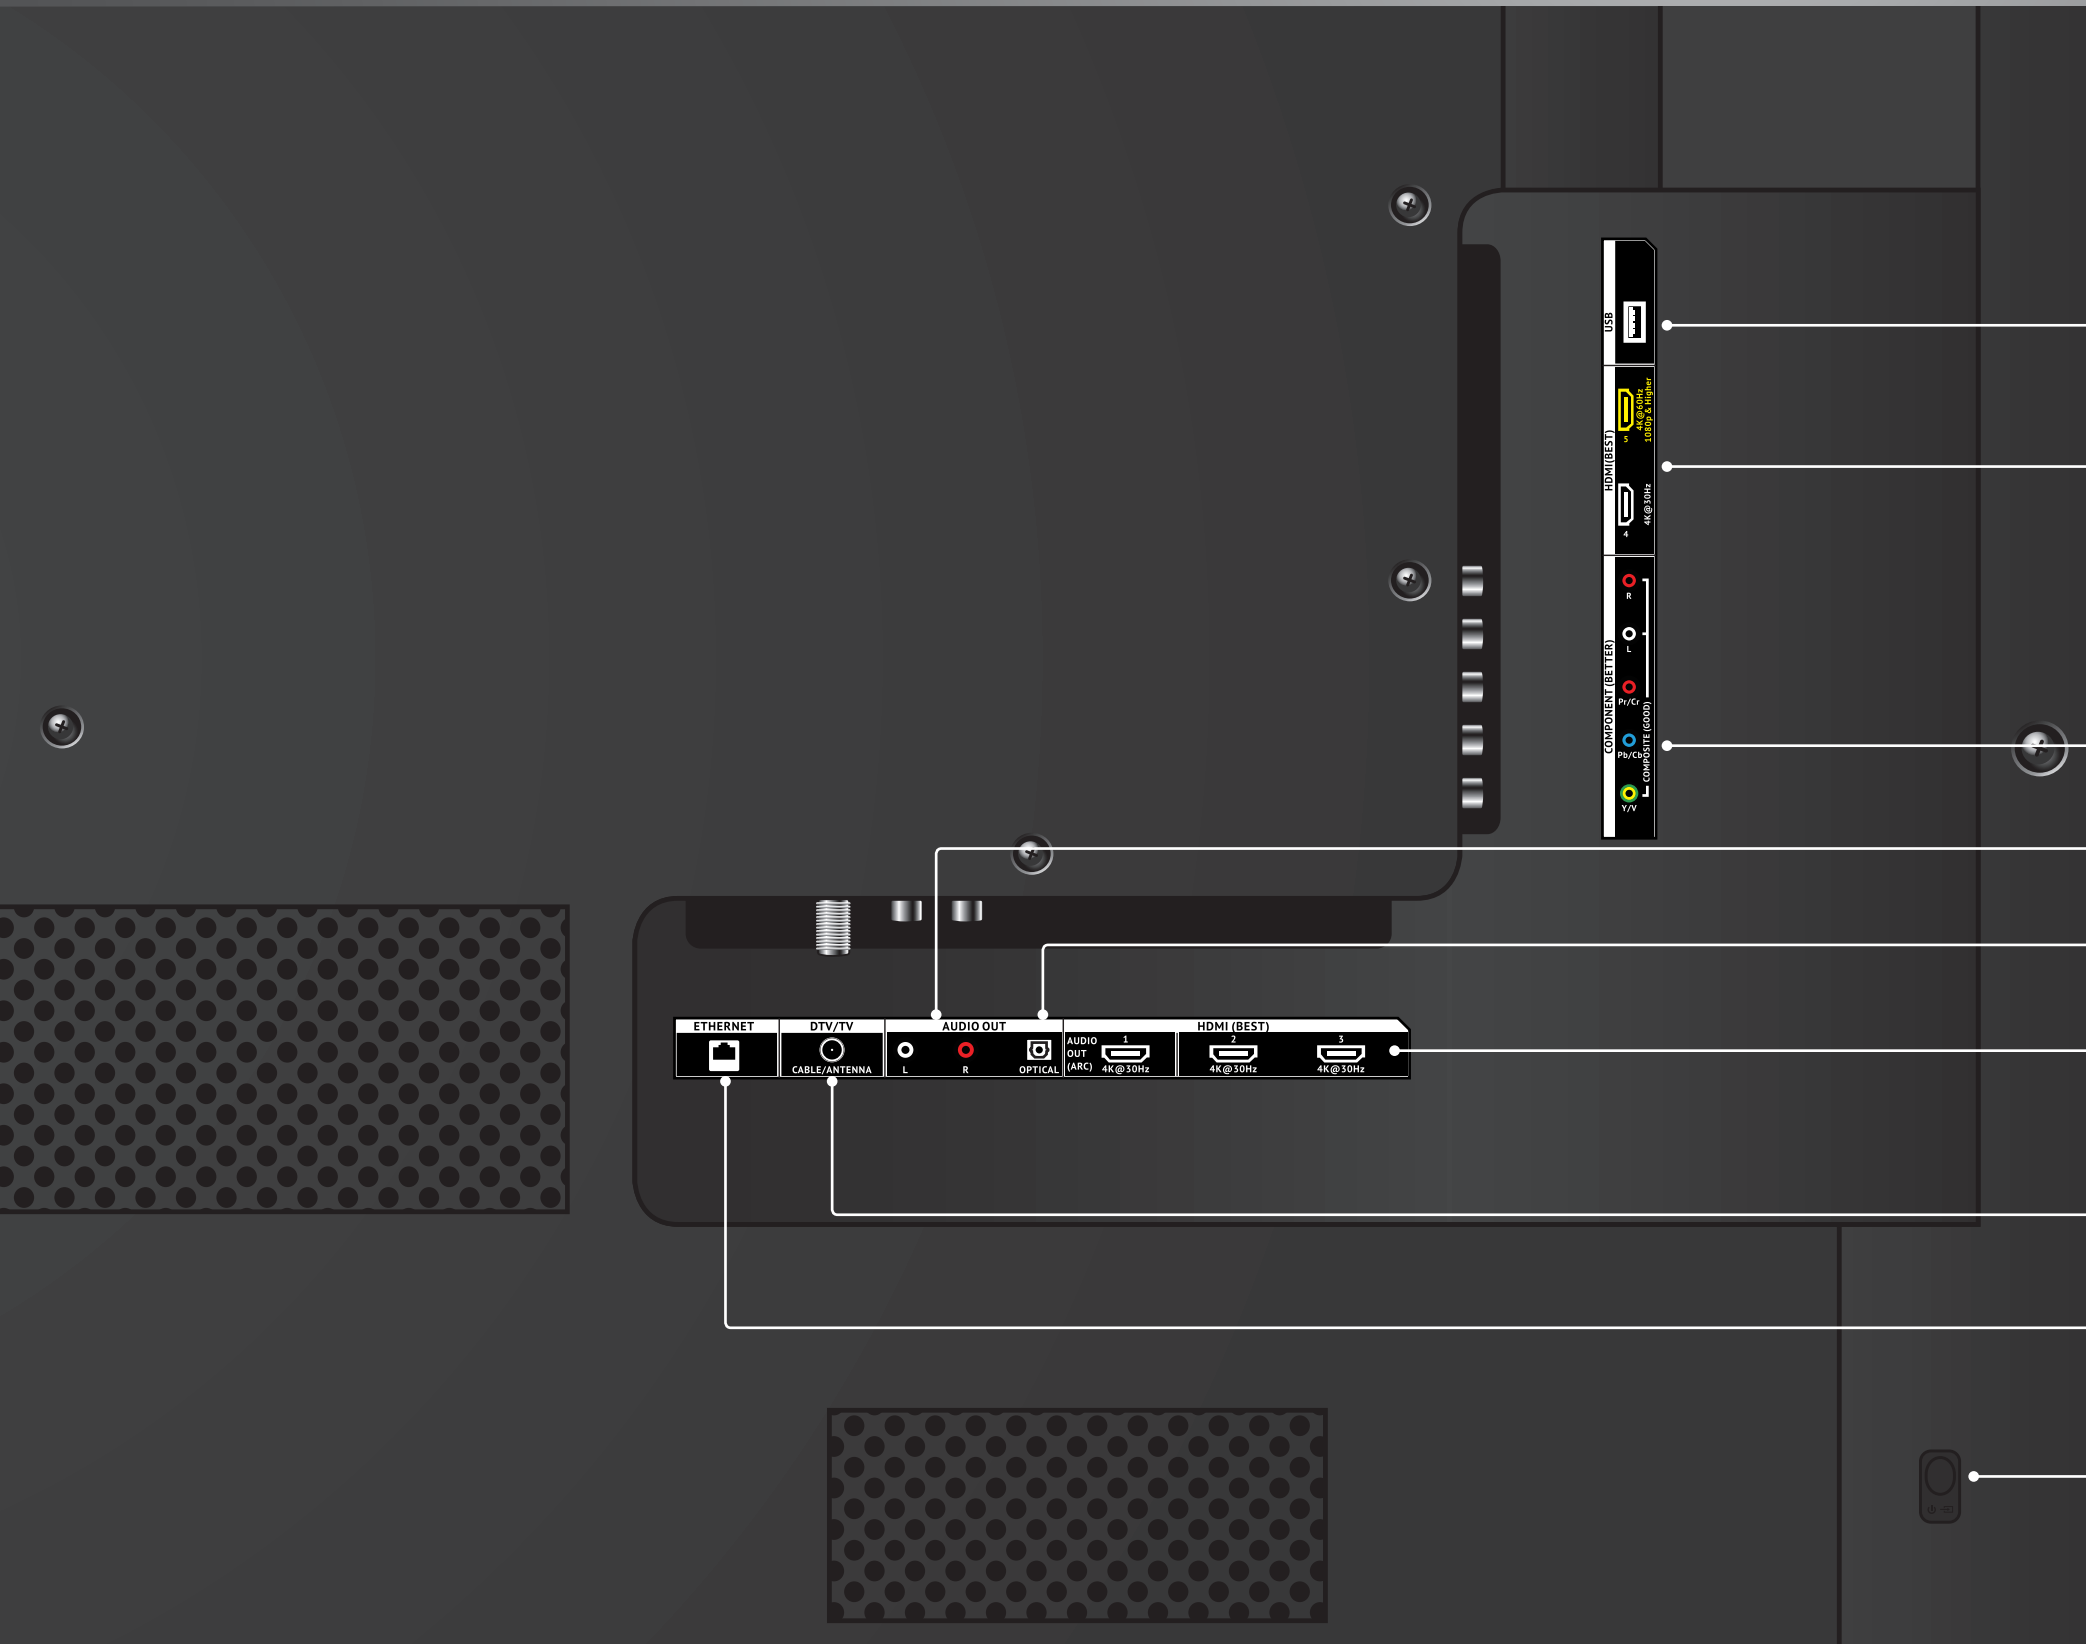 USB
HDMI(BEST)
5
4K@60Hz
1080p & Higher
4
4K@30Hz
COMPONENT (BETTER)
R
L
Pr/Cr
Pb/Cb
Y/V
COMPOSITE (GOOD)
ETHERNET
DTV/TV
CABLE/ANTENNA
AUDIO OUT
L
R
OPTICAL
HDMI (BEST)
AUDIO
OUT
(ARC)
1
4K@30Hz
2
4K@30Hz
3
4K@30Hz